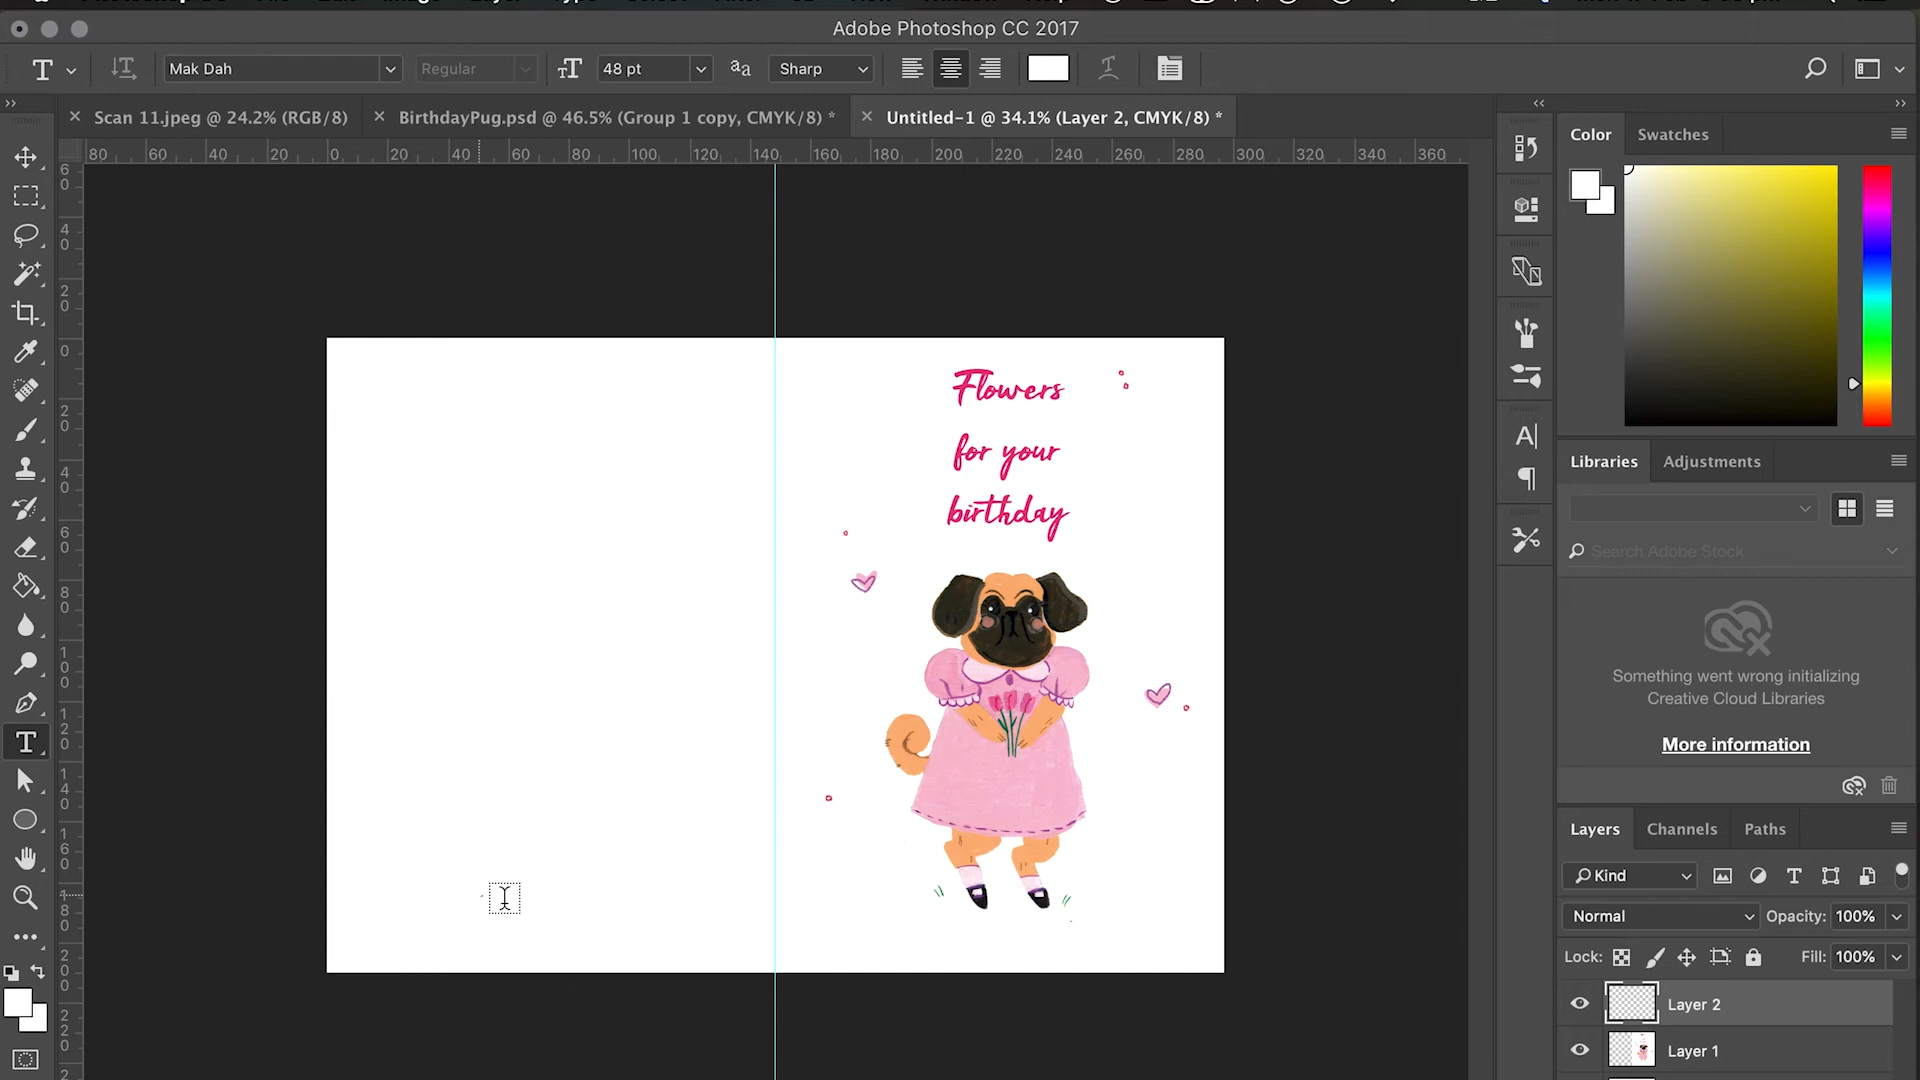 Adobe Photoshop CC 2017
Mak Dah Regular 48 pt Sharp
Scan 11.jpeg @ 24.2% (RGB/8) BirthdayPug.psd @ 46.5% (Group 1 copy, CMYK/8) * Untitled-1 @ 34.1% (Layer 2, CMYK/8) *
80 60 40 20 0 20 40 60 80 100 120 140 160 180 200 220 240 260 280 300 320 340 360
Color Swatches
Flowers
for your
birthday
Libraries Adjustments
Search Adobe Stock
Something went wrong initializing
Creative Cloud Libraries
More information
Layers Channels Paths
Kind
Normal Opacity: 100%
Lock: Fill: 100%
Layer 2
Layer 1